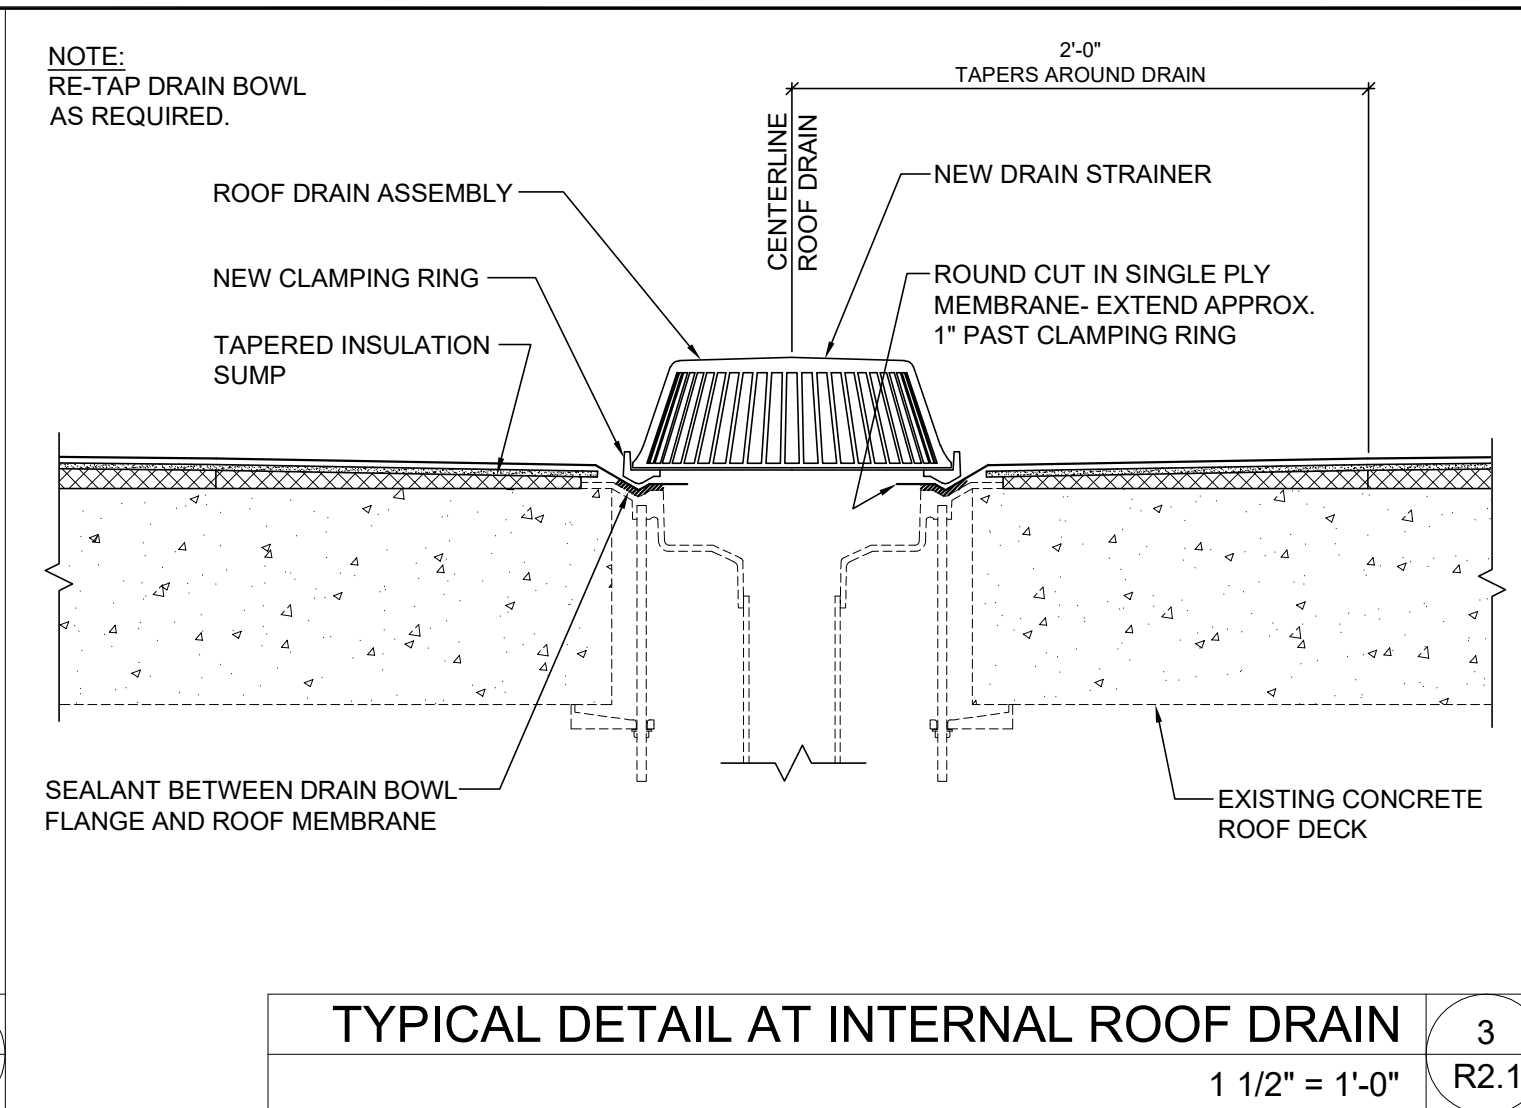 NOTE:
RE-TAP DRAIN BOWL
AS REQUIRED.
2'-0"
TAPERS AROUND DRAIN
CENTERLINE
ROOF DRAIN
ROOF DRAIN ASSEMBLY
NEW DRAIN STRAINER
NEW CLAMPING RING
ROUND CUT IN SINGLE PLY
MEMBRANE- EXTEND APPROX.
1" PAST CLAMPING RING
TAPERED INSULATION
SUMP
SEALANT BETWEEN DRAIN BOWL
FLANGE AND ROOF MEMBRANE
EXISTING CONCRETE
ROOF DECK
TYPICAL DETAIL AT INTERNAL ROOF DRAIN
1 1/2" = 1'-0"
3
R2.1